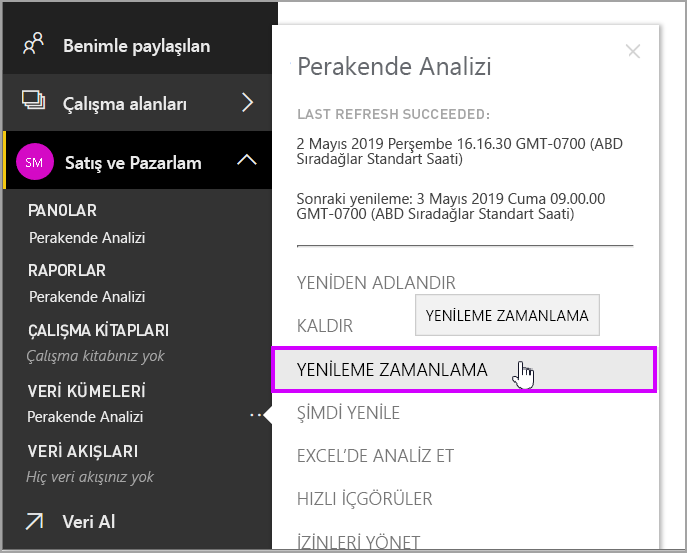 Benimle paylaşılan
Çalışma alanları
SM
Satış ve Pazarlam
PANOLAR
Perakende Analizi
RAPORLAR
Perakende Analizi
ÇALIŞMA KİTAPLARI
Çalışma kitabınız yok
VERİ KÜMELERİ
Perakende Analizi
VERİ AKIŞLARI
Hiç veri akışınız yok
Veri Al
Perakende Analizi
LAST REFRESH SUCCEEDED:
2 Mayıs 2019 Perşembe 16.16.30 GMT-0700 (ABD
Sıradağlar Standart Saati)
Sonraki yenileme: 3 Mayıs 2019 Cuma 09.00.00
GMT-0700 (ABD Sıradağlar Standart Saati)
YENİDEN ADLANDIR
KALDIR
YENİLEME ZAMANLAMA
YENİLEME ZAMANLAMA
ŞİMDİ YENİLE
EXCEL'DE ANALİZ ET
HIZLI İÇGÖRÜLER
İZİNLERİ YÖNET